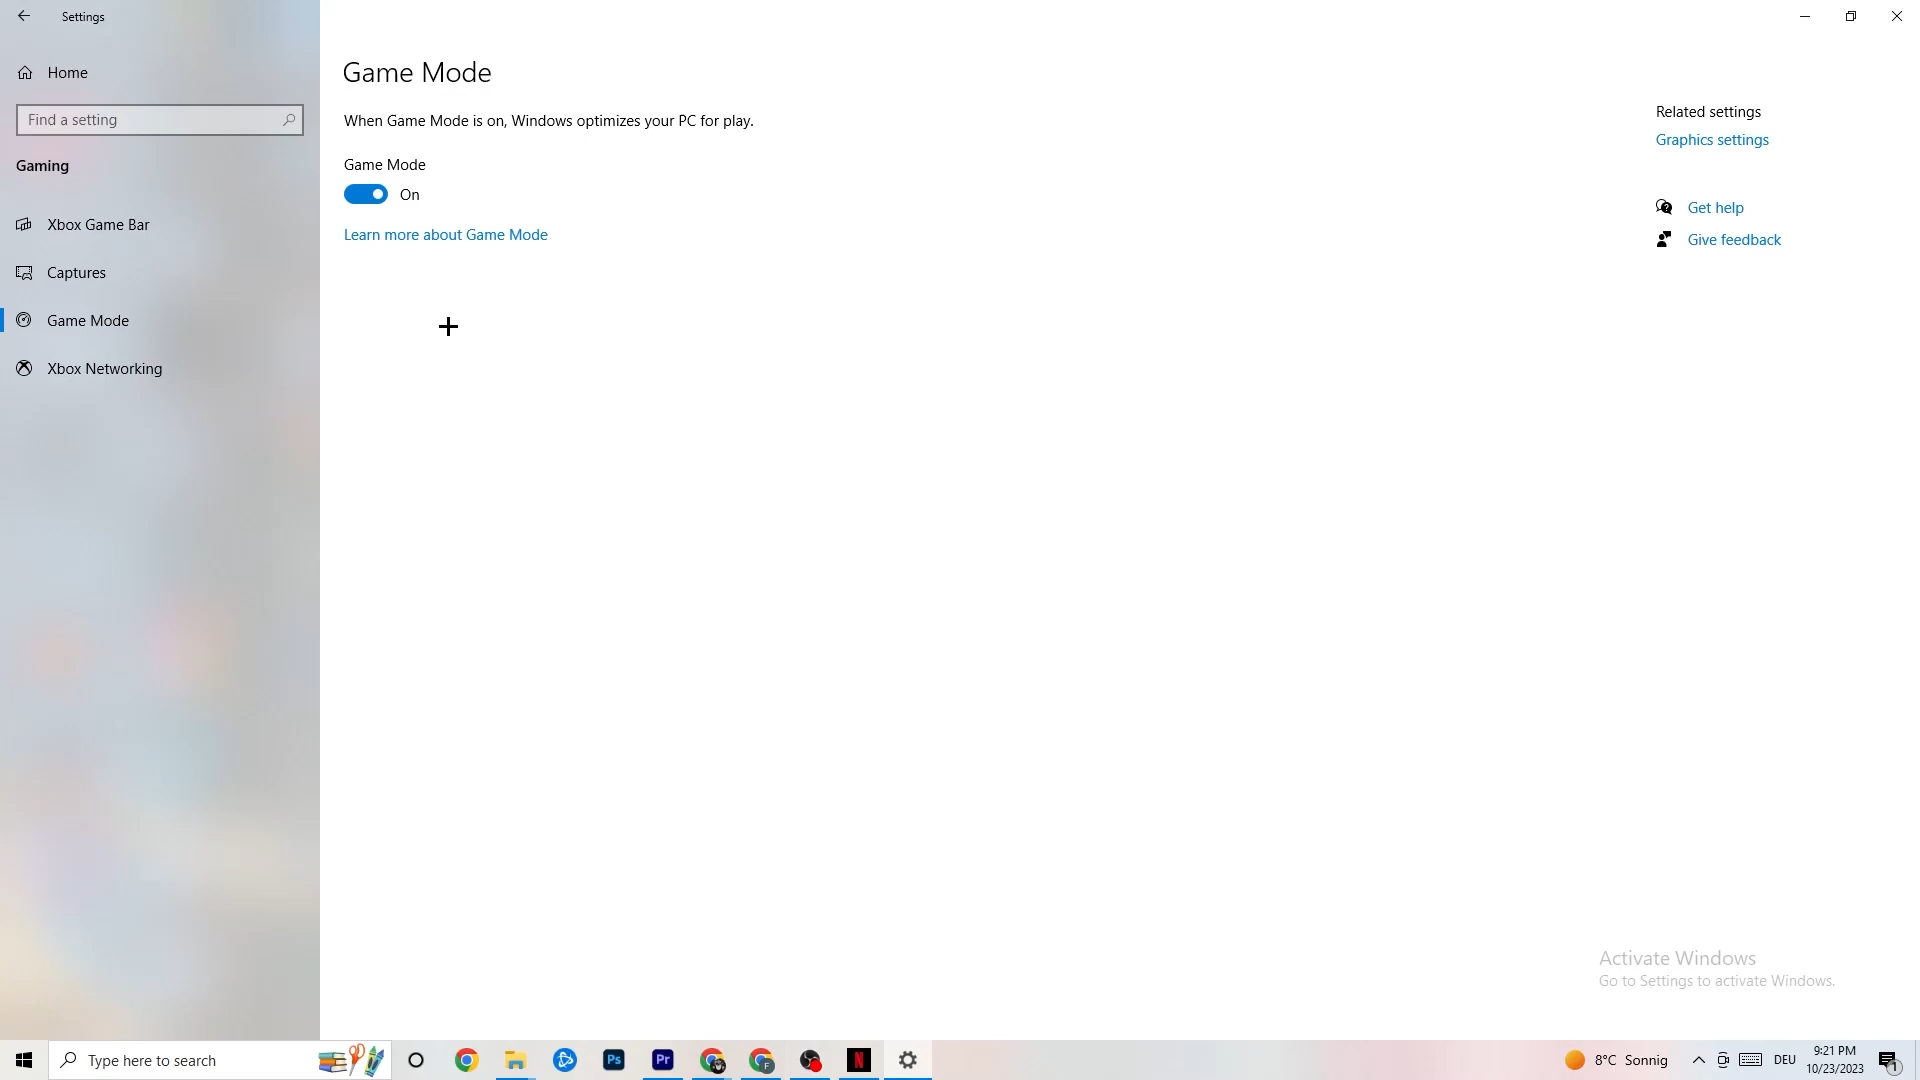 Settings
Home
Find a setting
Gaming
Xbox Game Bar
Captures
Game Mode
Xbox Networking
Game Mode
When Game Mode is on, Windows optimizes your PC for play.
Game Mode
On
Learn more about Game Mode
Related settings
Graphics settings
Get help
Give feedback
Activate Windows
Go to Settings to activate Windows.
Type here to search
Ps
Pr
F
N
8°C Sonnig
DEU
9:21 PM
10/23/2023
1